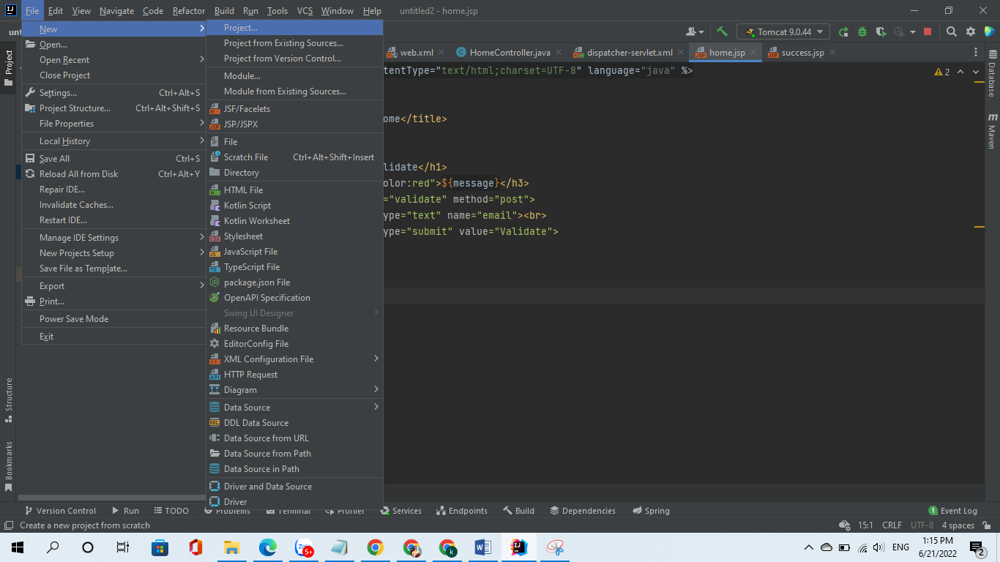 File Edit View Navigate Code Refactor Build Run Tools VCS Window Help untitled2 - home.jsp
New
Open...
Open Recent
Close Project
Settings... Ctrl+Alt+S
Project Structure... Ctrl+Alt+Shift+S
File Properties
Local History
Save All Ctrl+S
Reload All from Disk Ctrl+Alt+Y
Repair IDE...
Invalidate Caches...
Restart IDE...
Manage IDE Settings
New Projects Setup
Save File as Template...
Export
Print...
Power Save Mode
Exit
Project...
Project from Existing Sources...
Project from Version Control...
Module...
Module from Existing Sources...
JSF/Facelets
JSP/JSPX
File
Scratch File Ctrl+Alt+Shift+Insert
Directory
HTML File
Kotlin Script
Kotlin Worksheet
Stylesheet
JavaScript File
TypeScript File
package.json File
OpenAPI Specification
Swing UI Designer
Resource Bundle
EditorConfig File
XML Configuration File
HTTP Request
Diagram
Data Source
DDL Data Source
Data Source from URL
Data Source from Path
Data Source in Path
Driver and Data Source
Driver
Tomcat 9.0.44
web.xml HomeController.java dispatcher-servlet.xml home.jsp success.jsp
tentType="text/html;charset=UTF-8" language="java" %>
2
ome</title>
lidate</h1>
olor:red">${message}</h3>
="validate" method="post">
ype="text" name="email"><br>
ype="submit" value="Validate">
Project
Structure
Bookmarks
Database
m
Maven
Version Control Run TODO Problems Terminal Profiler Services Endpoints Build Dependencies Spring 1 Event Log
Create a new project from scratch 15:1 CRLF UTF-8 4 spaces
5+
k
ENG
1:15 PM
6/21/2022
2